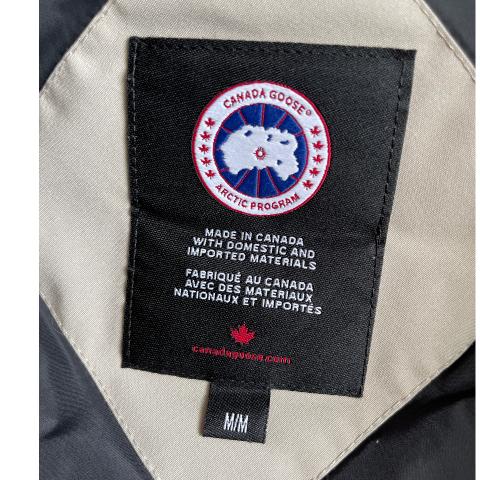 CANADA GOOSE®
ARCTIC PROGRAM
MADE IN CANADA
WITH DOMESTIC AND
IMPORTED MATERIALS
FABRIQUÉ AU CANADA
AVEC DES MATERIAUX
NATIONAUX ET IMPORTÉS
canadagoose.com
M/M